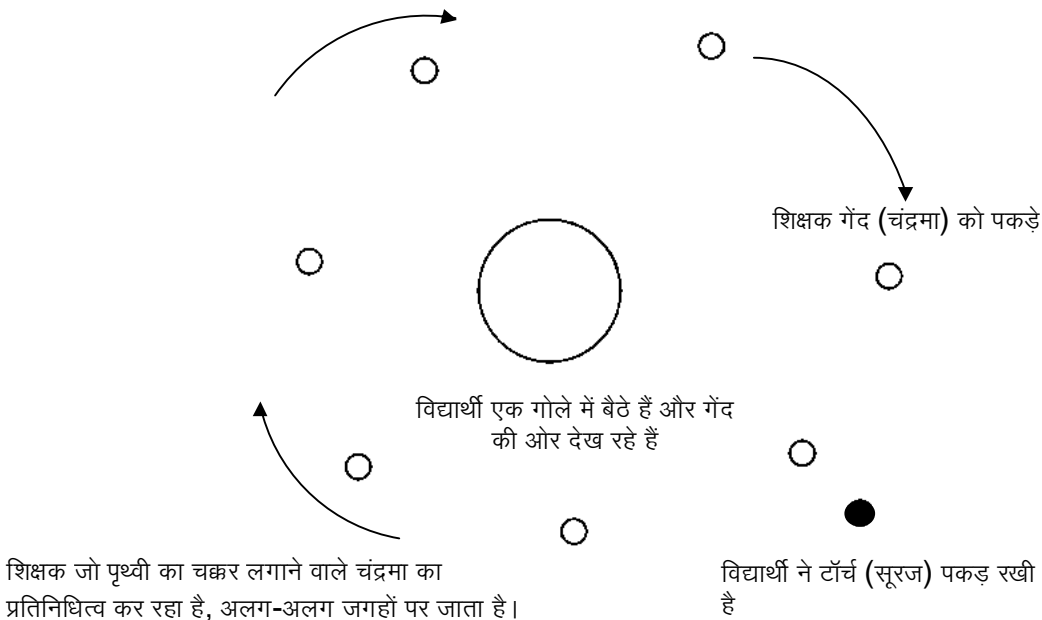 शिक्षक गेंद (चंद्रमा) को पकड़े
विद्यार्थी एक गोले में बैठे हैं और गेंद
की ओर देख रहे हैं
शिक्षक जो पृथ्वी का चक्कर लगाने वाले चंद्रमा का
प्रतिनिधित्व कर रहा है, अलग-अलग जगहों पर जाता है।
विद्यार्थी ने टॉर्च (सूरज) पकड़ रखी
है